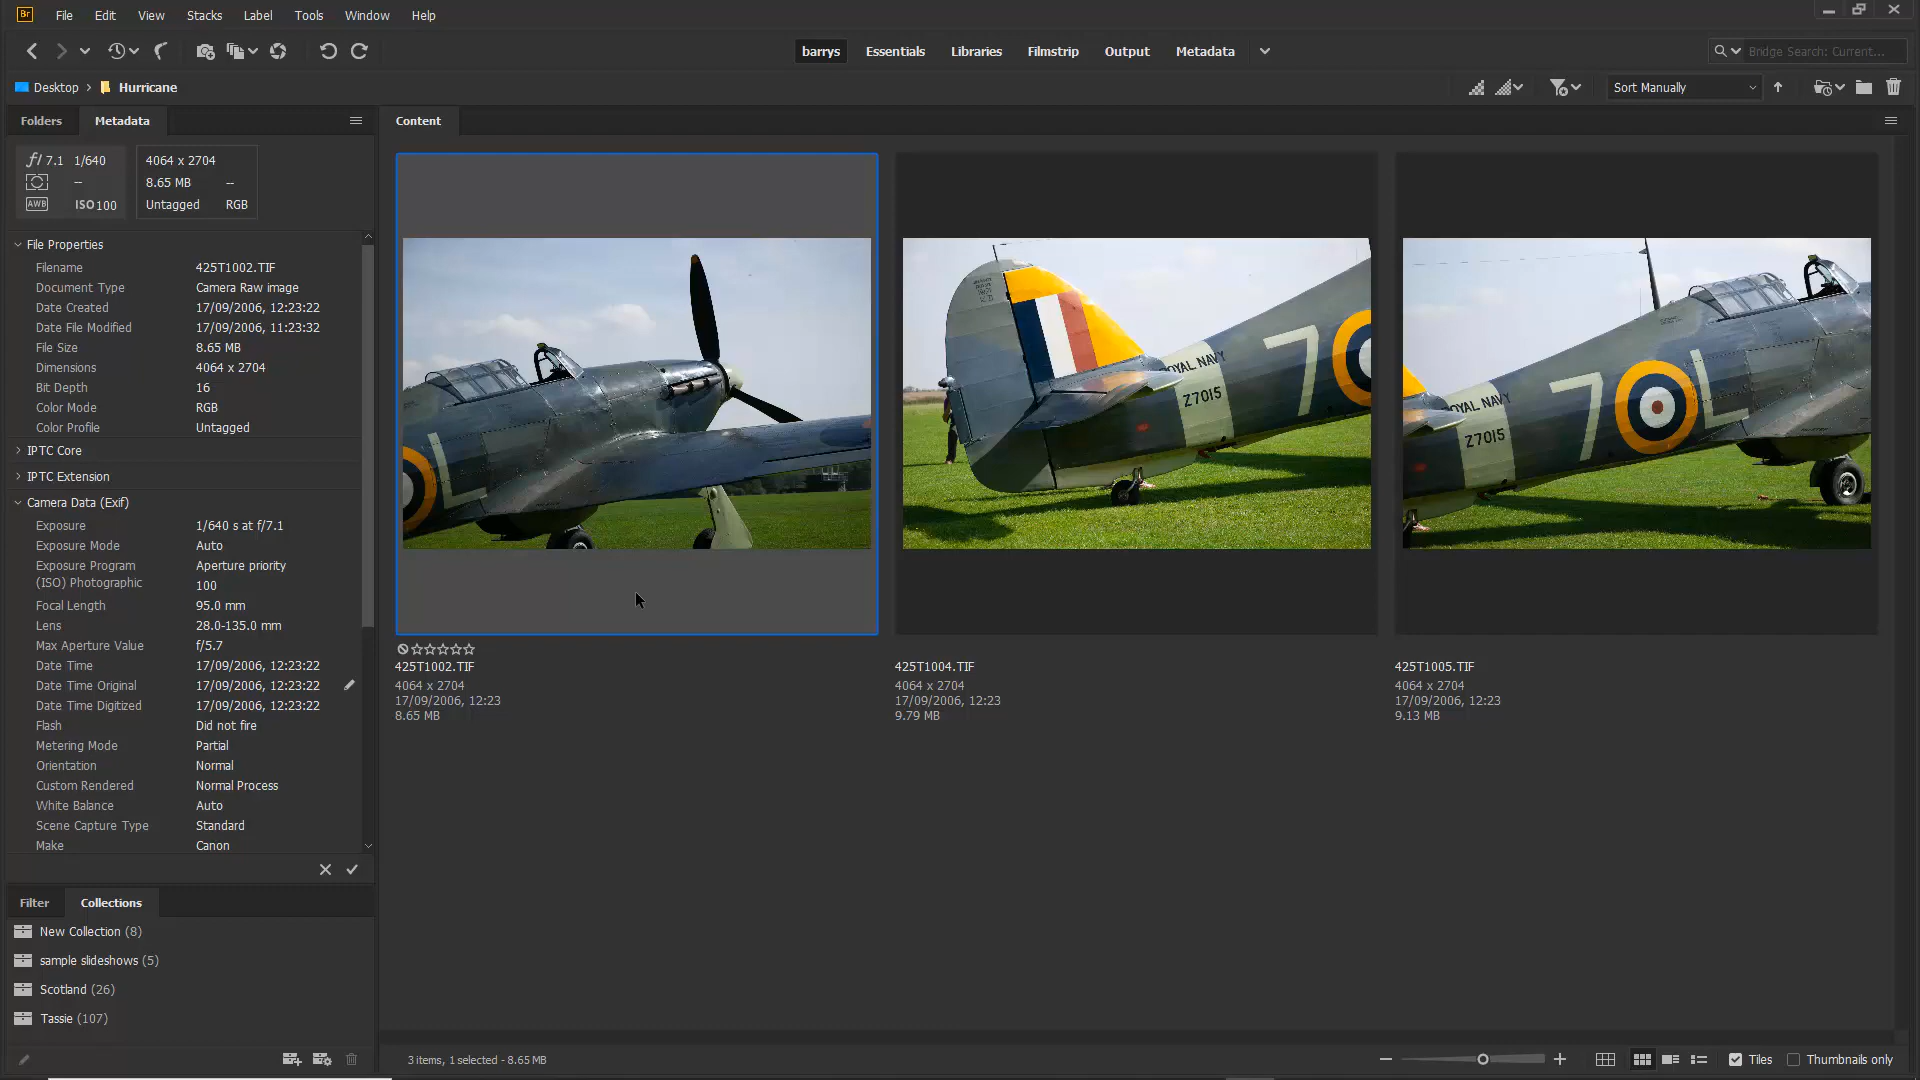 Br File Edit View Stacks Label Tools Window Help
barrys Essentials Libraries Filmstrip Output Metadata
Bridge Search: Current...
Desktop › Hurricane
Sort Manually
Folders Metadata
Content
f/ 7.1 1/640
--
AWB ISO 100
4064 x 2704
8.65 MB --
Untagged RGB
File Properties
Filename 425T1002.TIF
Document Type Camera Raw image
Date Created 17/09/2006, 12:23:22
Date File Modified 17/09/2006, 11:23:32
File Size 8.65 MB
Dimensions 4064 x 2704
Bit Depth 16
Color Mode RGB
Color Profile Untagged
IPTC Core
IPTC Extension
Camera Data (Exif)
Exposure 1/640 s at f/7.1
Exposure Mode Auto
Exposure Program Aperture priority
(ISO) Photographic 100
Focal Length 95.0 mm
Lens 28.0-135.0 mm
Max Aperture Value f/5.7
Date Time 17/09/2006, 12:23:22
Date Time Original 17/09/2006, 12:23:22
Date Time Digitized 17/09/2006, 12:23:22
Flash Did not fire
Metering Mode Partial
Orientation Normal
Custom Rendered Normal Process
White Balance Auto
Scene Capture Type Standard
Make Canon
Filter Collections
New Collection (8)
sample slideshows (5)
Scotland (26)
Tassie (107)
L
ROYAL NAVY
Z7015
7
OYAL NAVY
Z7015
7 L
425T1002.TIF
4064 x 2704
17/09/2006, 12:23
8.65 MB
425T1004.TIF
4064 x 2704
17/09/2006, 12:23
9.79 MB
425T1005.TIF
4064 x 2704
17/09/2006, 12:23
9.13 MB
3 items, 1 selected - 8.65 MB
Tiles Thumbnails only